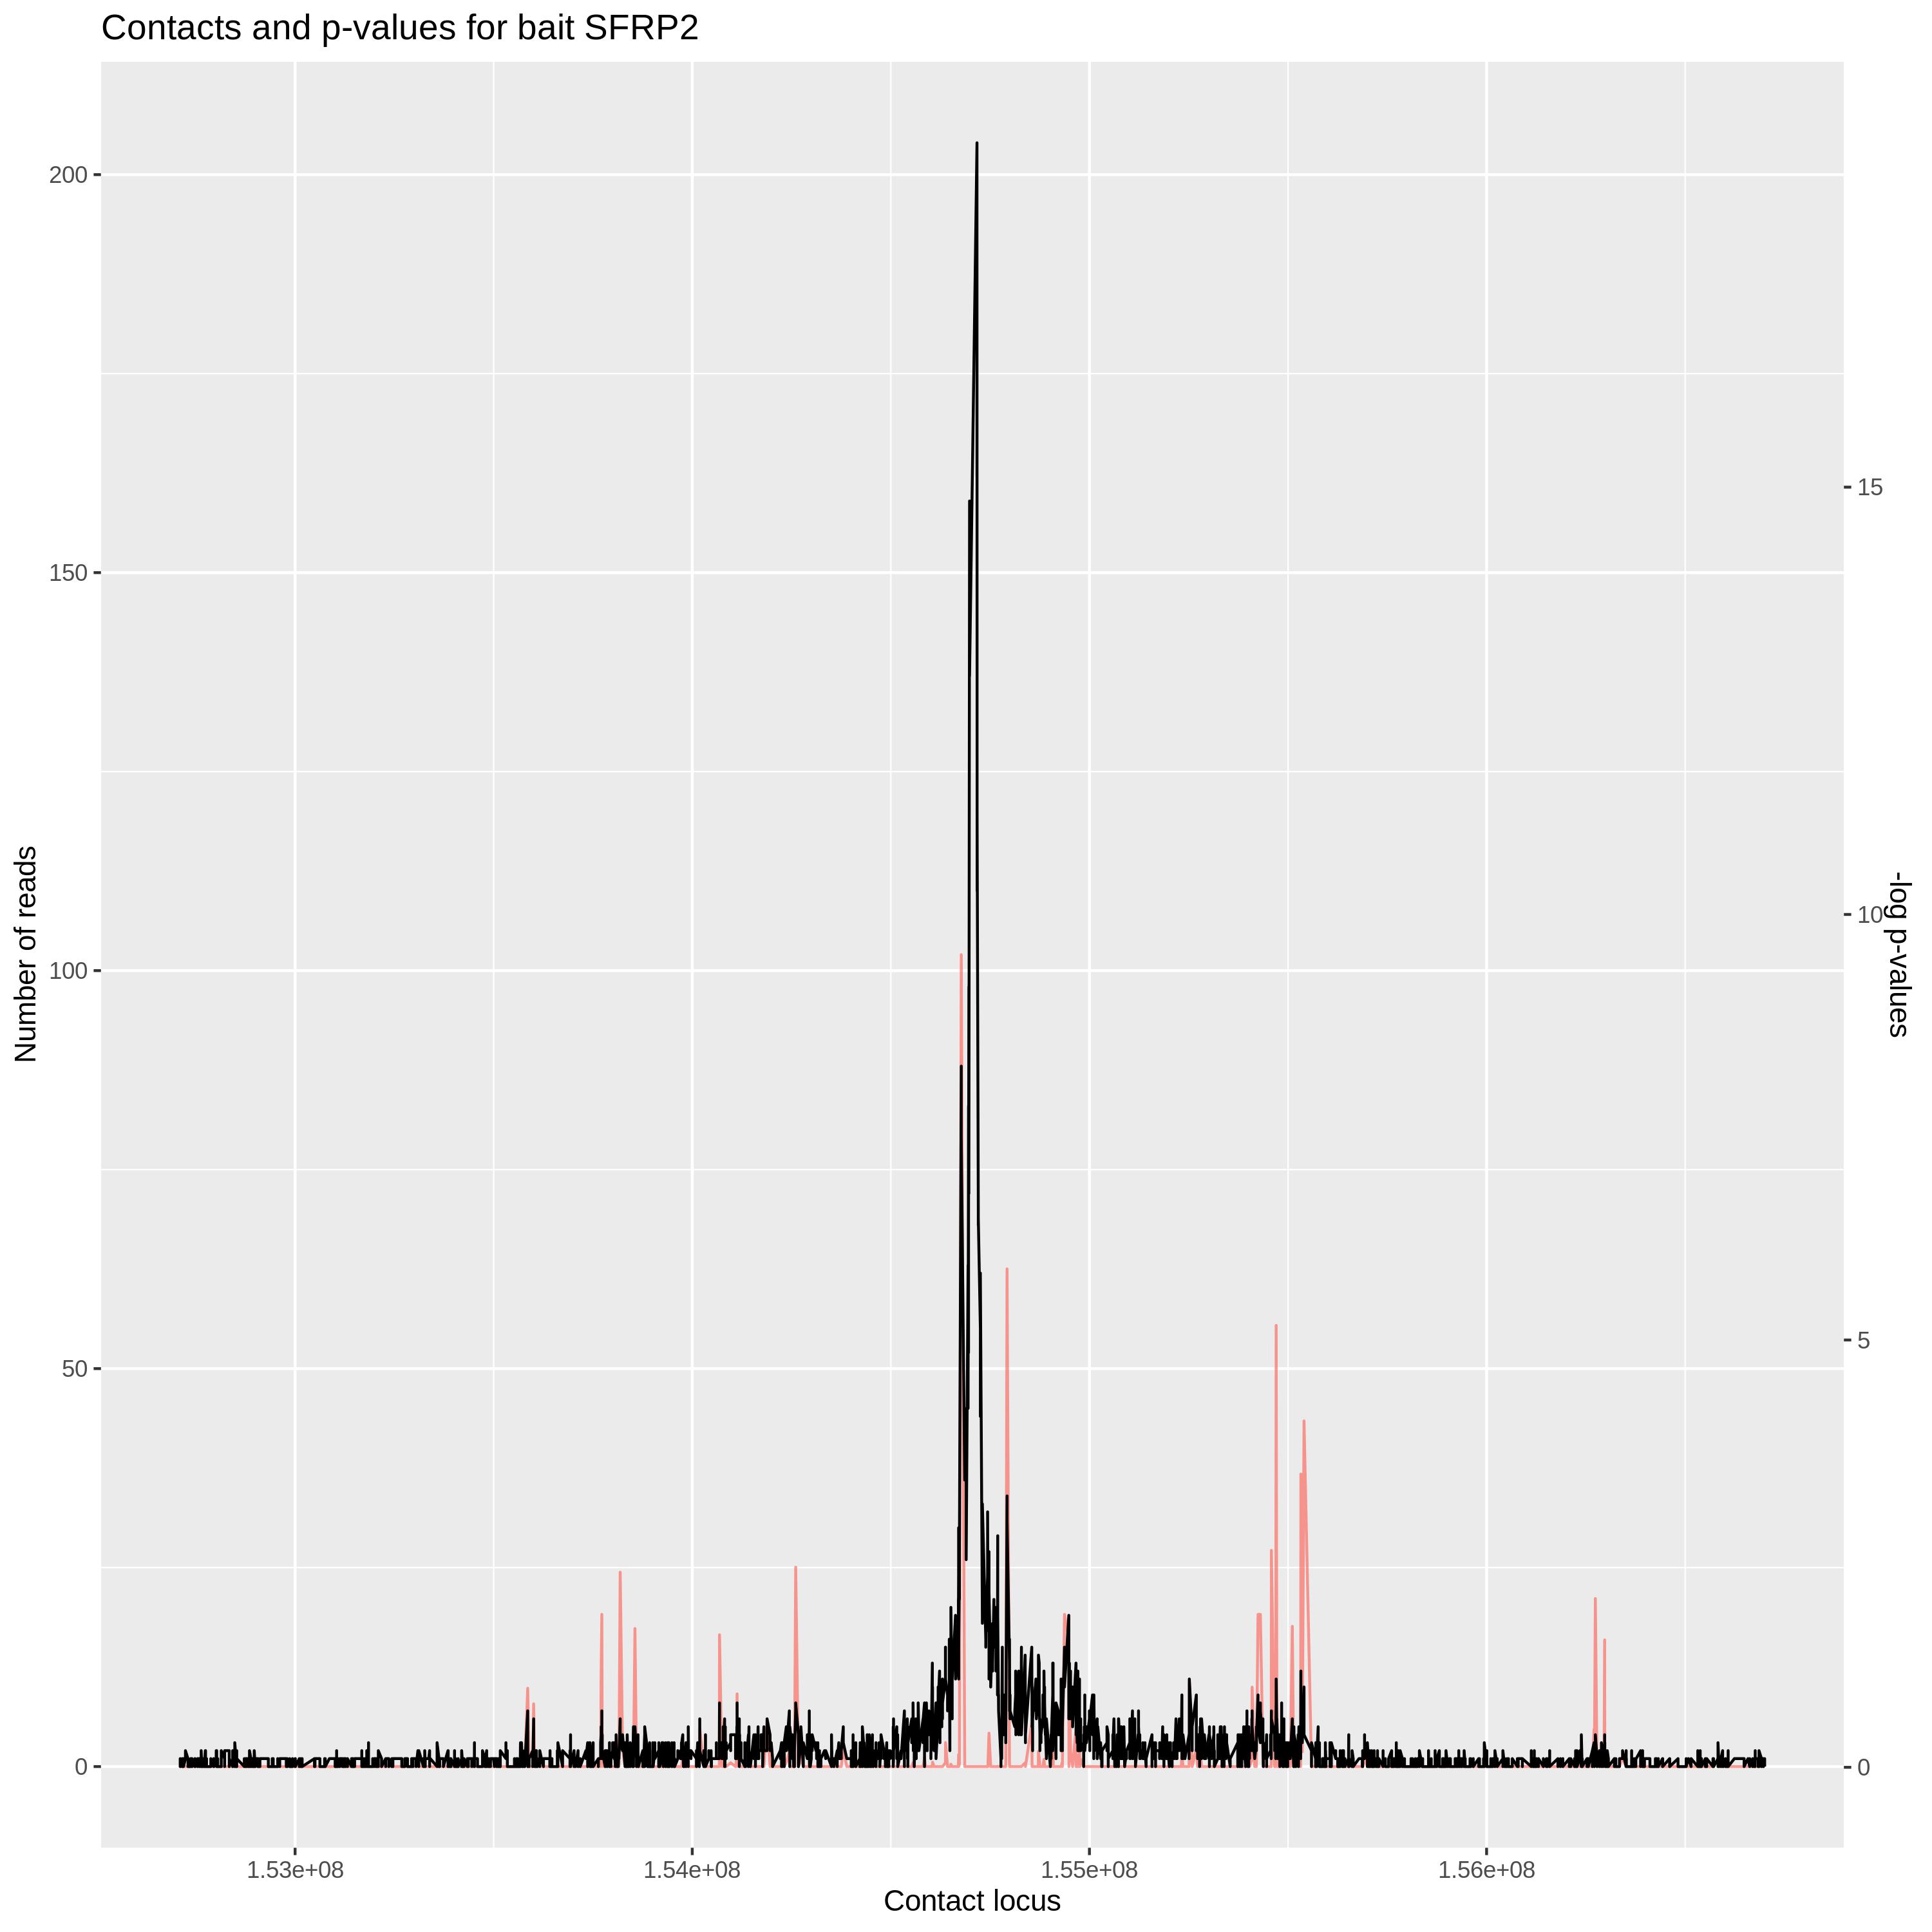 Contacts and p-values for bait SFRP2
200
150
100
50
0
Number of reads
15
10
5
0
-log p-values
1.53e+08
1.54e+08
1.55e+08
1.56e+08
Contact locus